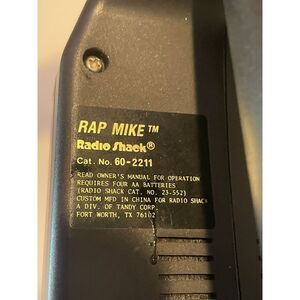 RAP MIKE™
Radio Shack®
Cat. No. 60-2211
READ OWNER'S MANUAL FOR OPERATION
REQUIRES FOUR AA BATTERIES
(RADIO SHACK CAT. NO. 23-552)
CUSTOM MFD IN CHINA FOR RADIO SHACK
A DIV. OF TANDY CORP.
FORT WORTH, TX 76102